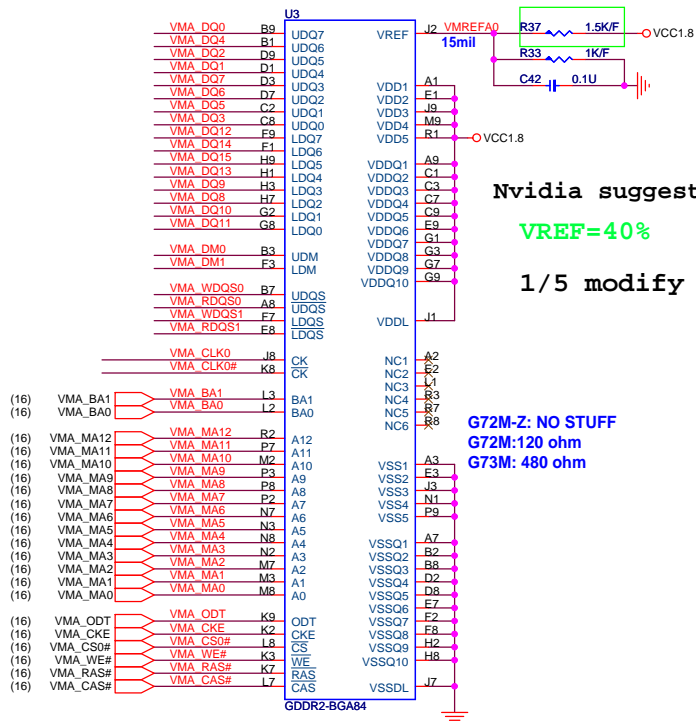 U3
VMA_DQ0 B9 UDQ7 VREF J2 VMREFA0 R37 1.5K/F VCC1.8
VMA_DQ4 B1 UDQ6 15mil
VMA_DQ2 D9 UDQ5 R33 1K/F
VMA_DQ1 D1 UDQ4
VMA_DQ7 D3 UDQ3 VDD1 A1 C42 0.1U
VMA_DQ6 D7 UDQ2 VDD2 E1
VMA_DQ5 C2 UDQ1 VDD3 J9
VMA_DQ3 C8 UDQ0 VDD4 M9
VMA_DQ12 F9 LDQ7 VDD5 R1 VCC1.8
VMA_DQ14 F1 LDQ6
VMA_DQ15 H9 LDQ5 VDDQ1 A9
VMA_DQ13 H1 LDQ4 VDDQ2 C1
VMA_DQ9 H3 LDQ3 VDDQ3 C3
VMA_DQ8 H7 LDQ2 VDDQ4 C7
VMA_DQ10 G2 LDQ1 VDDQ5 C9
VMA_DQ11 G8 LDQ0 VDDQ6 E9
VDDQ7 G1
VDDQ8 G3
VDDQ9 G7
VDDQ10 G9
Nvidia suggest
VREF=40%
1/5 modify
VMA_DM0 B3 UDM
VMA_DM1 F3 LDM
VMA_WDQS0 B7 UDQS
VMA_RDQS0 A8 UDQS
VMA_WDQS1 F7 LDQS VDDL J1
VMA_RDQS1 E8 LDQS
VMA_CLK0 J8 CK NC1 A2
VMA_CLK0# K8 CK NC2 E2
NC3 L1
(16) VMA_BA1 VMA_BA1 L3 BA1 NC4 R3
(16) VMA_BA0 VMA_BA0 L2 BA0 NC5 R7
NC6 R8
G72M-Z: NO STUFF
G72M:120 ohm
G73M: 480 ohm
(16) VMA_MA12 VMA_MA12 R2 A12
(16) VMA_MA11 VMA_MA11 P7 A11
(16) VMA_MA10 VMA_MA10 M2 A10 VSS1 A3
(16) VMA_MA9 VMA_MA9 P3 A9 VSS2 E3
(16) VMA_MA8 VMA_MA8 P8 A8 VSS3 J3
(16) VMA_MA7 VMA_MA7 P2 A7 VSS4 N1
(16) VMA_MA6 VMA_MA6 N7 A6 VSS5 P9
(16) VMA_MA5 VMA_MA5 N3 A5
(16) VMA_MA4 VMA_MA4 N8 A4 VSSQ1 A7
(16) VMA_MA3 VMA_MA3 N2 A3 VSSQ2 B2
(16) VMA_MA2 VMA_MA2 M7 A2 VSSQ3 B8
(16) VMA_MA1 VMA_MA1 M3 A1 VSSQ4 D2
(16) VMA_MA0 VMA_MA0 M8 A0 VSSQ5 D8
VSSQ6 E7
(16) VMA_ODT VMA_ODT K9 ODT VSSQ7 F2
(16) VMA_CKE VMA_CKE K2 CKE VSSQ8 F8
(16) VMA_CS0# VMA_CS0# L8 CS VSSQ9 H2
(16) VMA_WE# VMA_WE# K3 WE VSSQ10 H8
(16) VMA_RAS# VMA_RAS# K7 RAS
(16) VMA_CAS# VMA_CAS# L7 CAS VSSDL J7
GDDR2-BGA84